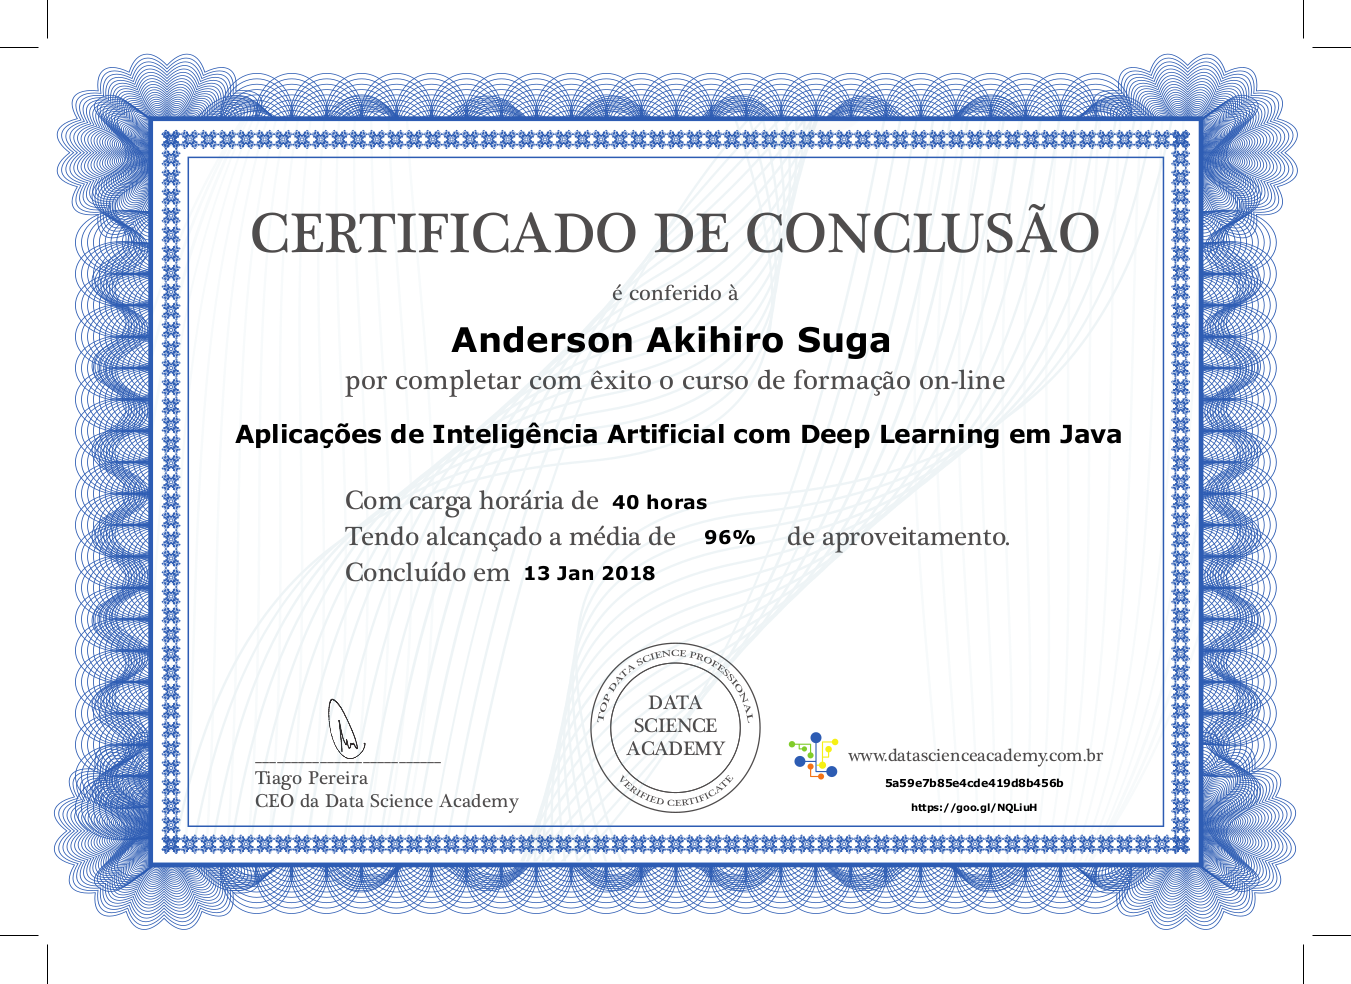 CERTIFICADO DE CONCLUSÃO
é conferido à
Anderson Akihiro Suga
por completar com êxito o curso de formação on-line
Aplicações de Inteligência Artificial com Deep Learning em Java
Com carga horária de 40 horas
Tendo alcançado a média de 96% de aproveitamento.
Concluído em 13 Jan 2018
TOP DATA SCIENCE PROFESSIONAL
DATA
SCIENCE
ACADEMY
VERIFIED CERTIFICATE
Tiago Pereira
CEO da Data Science Academy
www.datascienceacademy.com.br
5a59e7b85e4cde419d8b456b
https://goo.gl/NQLiuH